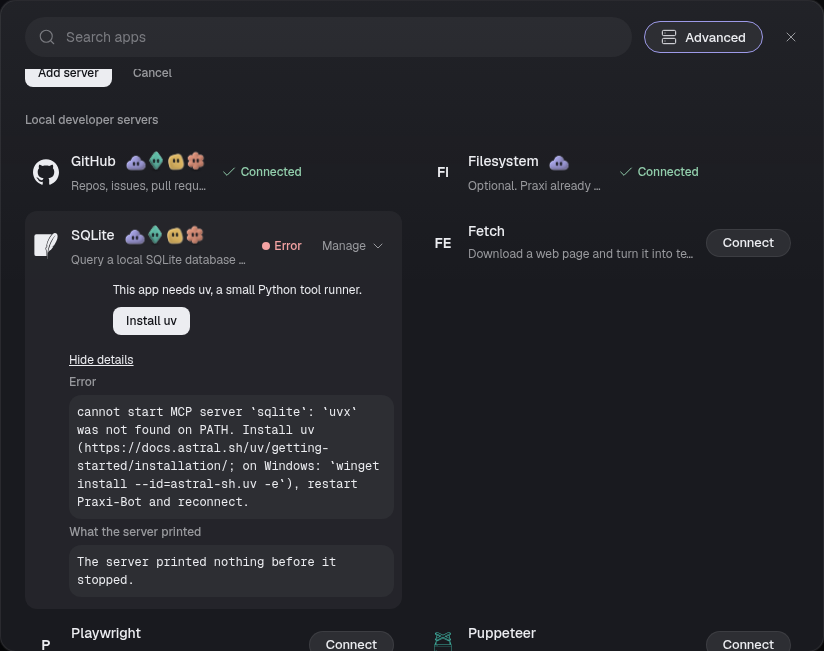 Search apps
Advanced
Add server
Cancel
Local developer servers
GitHub
Repos, issues, pull requ...
Connected
FI
Filesystem
Optional. Praxi already ...
Connected
SQLite
Query a local SQLite database ...
Error
Manage
This app needs uv, a small Python tool runner.
Install uv
Hide details
Error
cannot start MCP server `sqlite`: `uvx`
was not found on PATH. Install uv
(https://docs.astral.sh/uv/getting-
started/installation/; on Windows: `winget
install --id=astral-sh.uv -e`), restart
Praxi-Bot and reconnect.
What the server printed
The server printed nothing before it
stopped.
FE
Fetch
Download a web page and turn it into te...
Connect
P
Playwright
Connect
Puppeteer
Connect